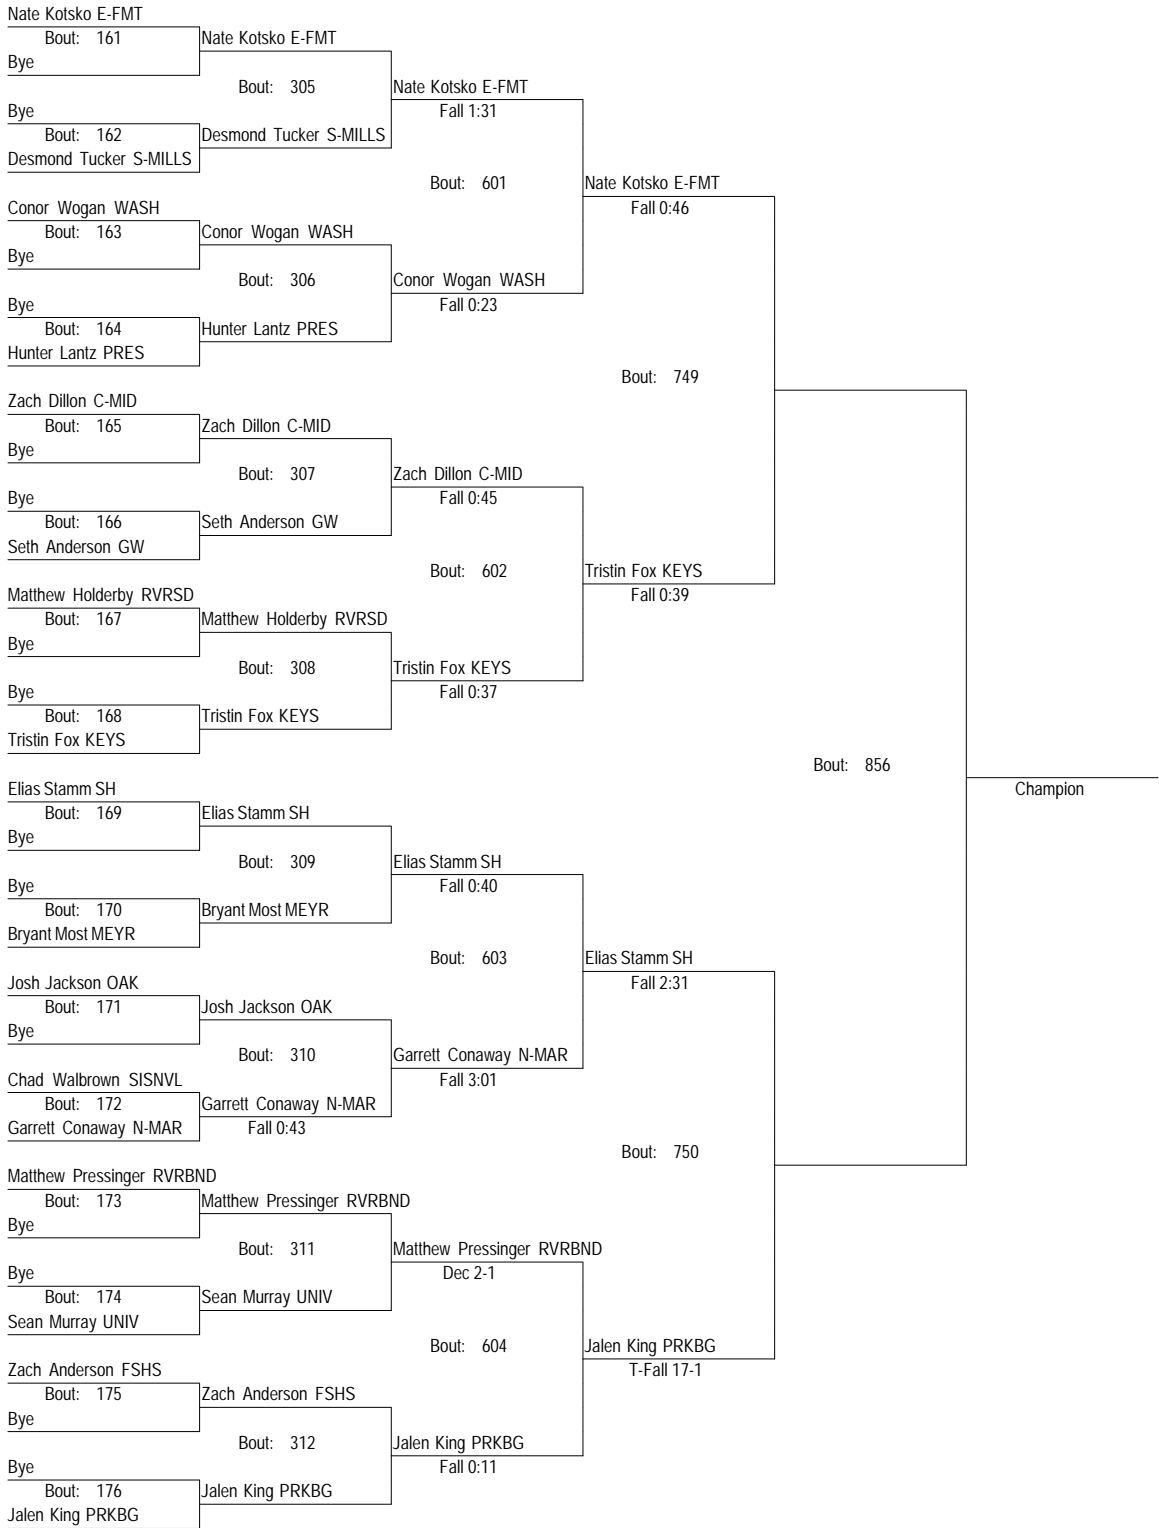 Nate Kotsko E-FMT
Bout: 161
Nate Kotsko E-FMT
Bye
Bout: 305
Nate Kotsko E-FMT
Bye
Fall 1:31
Bout: 162
Desmond Tucker S-MILLS
Desmond Tucker S-MILLS
Bout: 601
Nate Kotsko E-FMT
Conor Wogan WASH
Fall 0:46
Bout: 163
Conor Wogan WASH
Bye
Bout: 306
Conor Wogan WASH
Bye
Fall 0:23
Bout: 164
Hunter Lantz PRES
Hunter Lantz PRES
Bout: 749
Zach Dillon C-MID
Bout: 165
Zach Dillon C-MID
Bye
Bout: 307
Zach Dillon C-MID
Bye
Fall 0:45
Bout: 166
Seth Anderson GW
Seth Anderson GW
Bout: 602
Tristin Fox KEYS
Matthew Holderby RVRSD
Fall 0:39
Bout: 167
Matthew Holderby RVRSD
Bye
Bout: 308
Tristin Fox KEYS
Bye
Fall 0:37
Bout: 168
Tristin Fox KEYS
Tristin Fox KEYS
Bout: 856
Elias Stamm SH
Champion
Bout: 169
Elias Stamm SH
Bye
Bout: 309
Elias Stamm SH
Bye
Fall 0:40
Bout: 170
Bryant Most MEYR
Bryant Most MEYR
Bout: 603
Elias Stamm SH
Josh Jackson OAK
Fall 2:31
Bout: 171
Josh Jackson OAK
Bye
Bout: 310
Garrett Conaway N-MAR
Chad Walbrown SISNVL
Fall 3:01
Bout: 172
Garrett Conaway N-MAR
Garrett Conaway N-MAR
Fall 0:43
Bout: 750
Matthew Pressinger RVRBND
Bout: 173
Matthew Pressinger RVRBND
Bye
Bout: 311
Matthew Pressinger RVRBND
Bye
Dec 2-1
Bout: 174
Sean Murray UNIV
Sean Murray UNIV
Bout: 604
Jalen King PRKBG
Zach Anderson FSHS
T-Fall 17-1
Bout: 175
Zach Anderson FSHS
Bye
Bout: 312
Jalen King PRKBG
Bye
Fall 0:11
Bout: 176
Jalen King PRKBG
Jalen King PRKBG